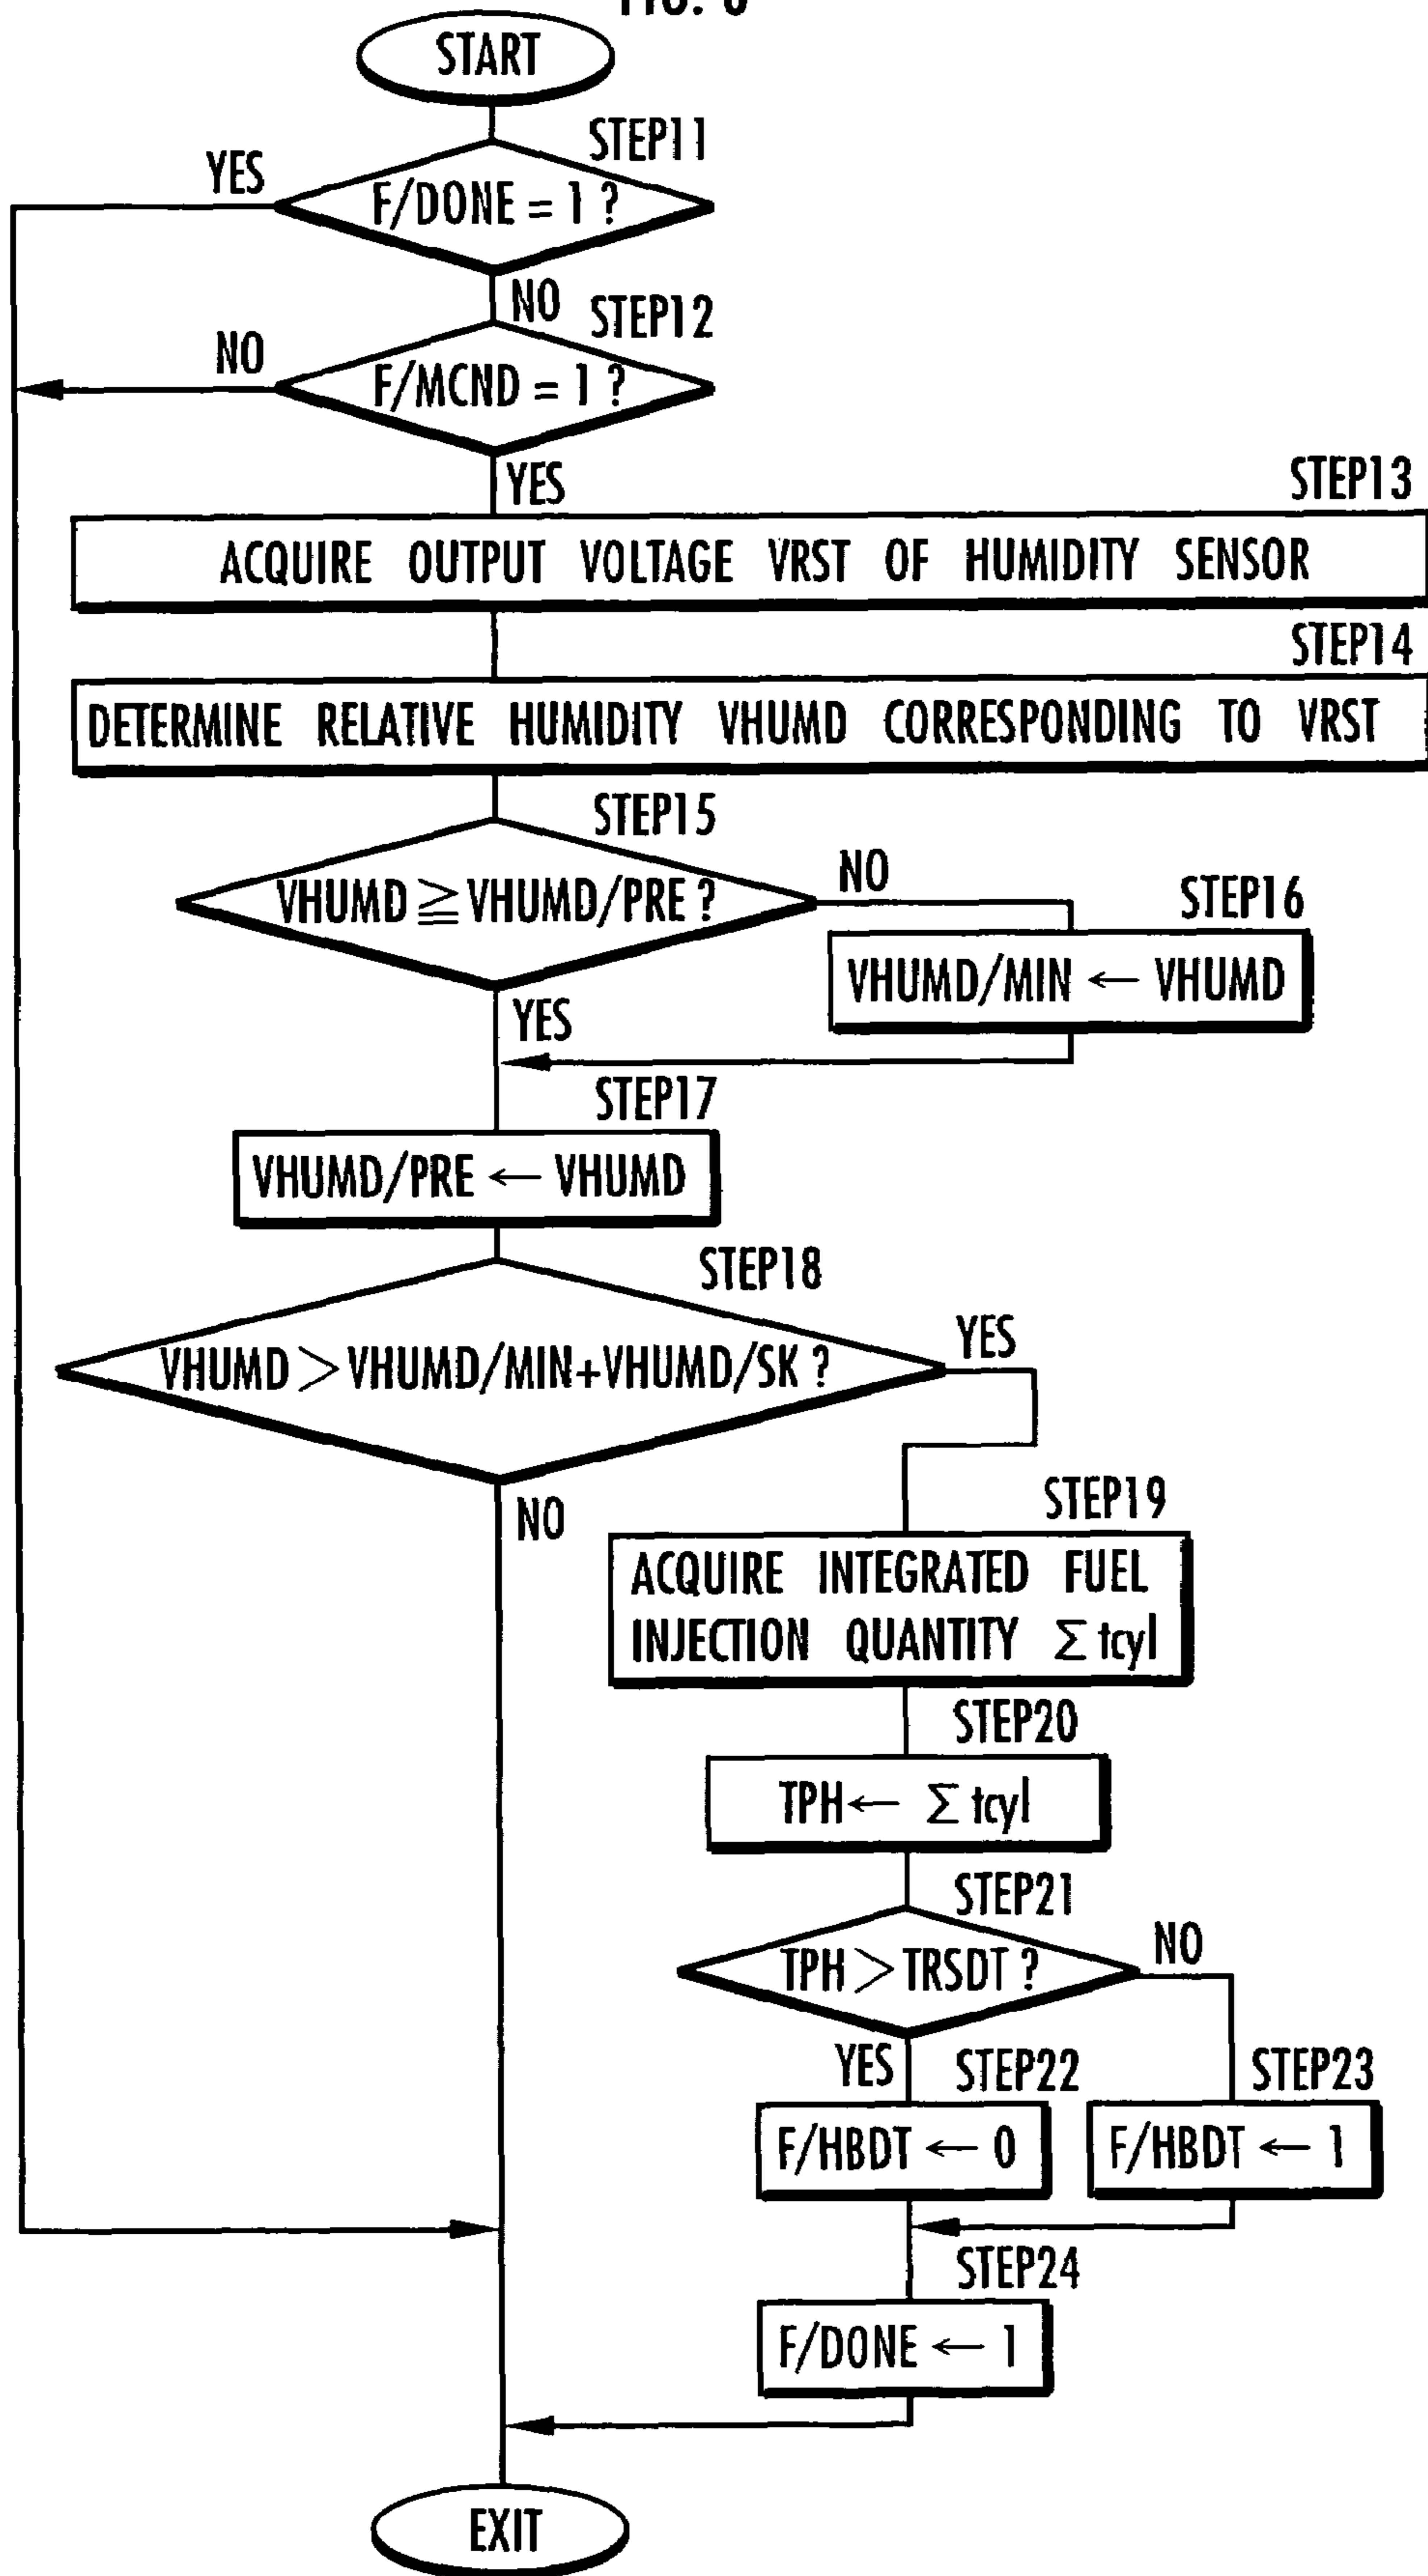 START
STEP11
YES
F/DONE = 1 ?
NO
STEP12
NO
F/MCND = 1 ?
YES
STEP13
ACQUIRE OUTPUT VOLTAGE VRST OF HUMIDITY SENSOR
STEP14
DETERMINE RELATIVE HUMIDITY VHUMD CORRESPONDING TO VRST
STEP15
VHUMD ≧ VHUMD/PRE ?
NO
STEP16
VHUMD/MIN ← VHUMD
YES
STEP17
VHUMD/PRE ← VHUMD
STEP18
VHUMD > VHUMD/MIN+VHUMD/SK ?
YES
NO
STEP19
ACQUIRE INTEGRATED FUEL
INJECTION QUANTITY Σ tcyl
STEP20
TPH ← Σ tcyl
STEP21
TPH > TRSDT ?
NO
YES
STEP22
STEP23
F/HBDT ← 0
F/HBDT ← 1
STEP24
F/DONE ← 1
EXIT